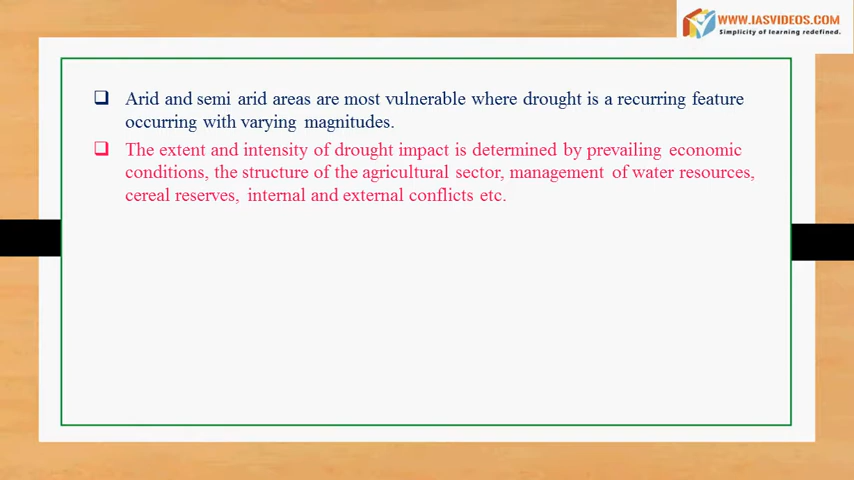 WWW.IASVIDEOS.COM
Simplicity of learning redefined.
Arid and semi arid areas are most vulnerable where drought is a recurring feature
occurring with varying magnitudes.
The extent and intensity of drought impact is determined by prevailing economic
conditions, the structure of the agricultural sector, management of water resources,
cereal reserves, internal and external conflicts etc.